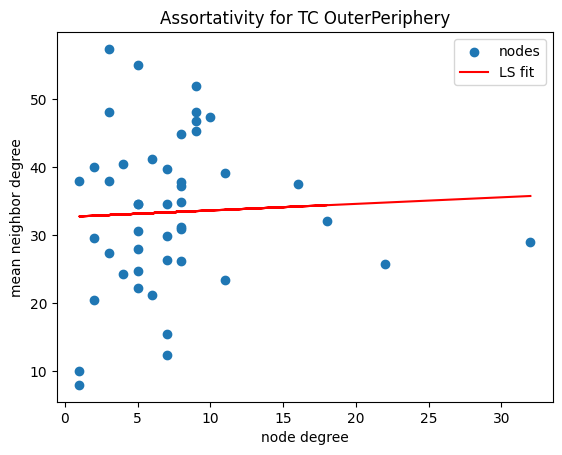 Assortativity for TC OuterPeriphery
nodes
LS fit
mean neighbor degree
50
40
30
20
10
0
5
10
15
20
25
30
node degree